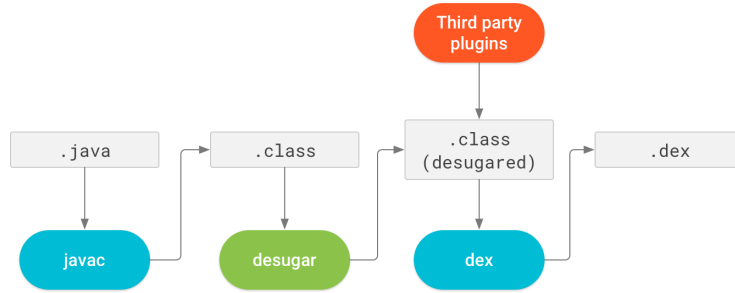 Third party
plugins
.java
.class
.class
(desugared)
.dex
javac
desugar
dex